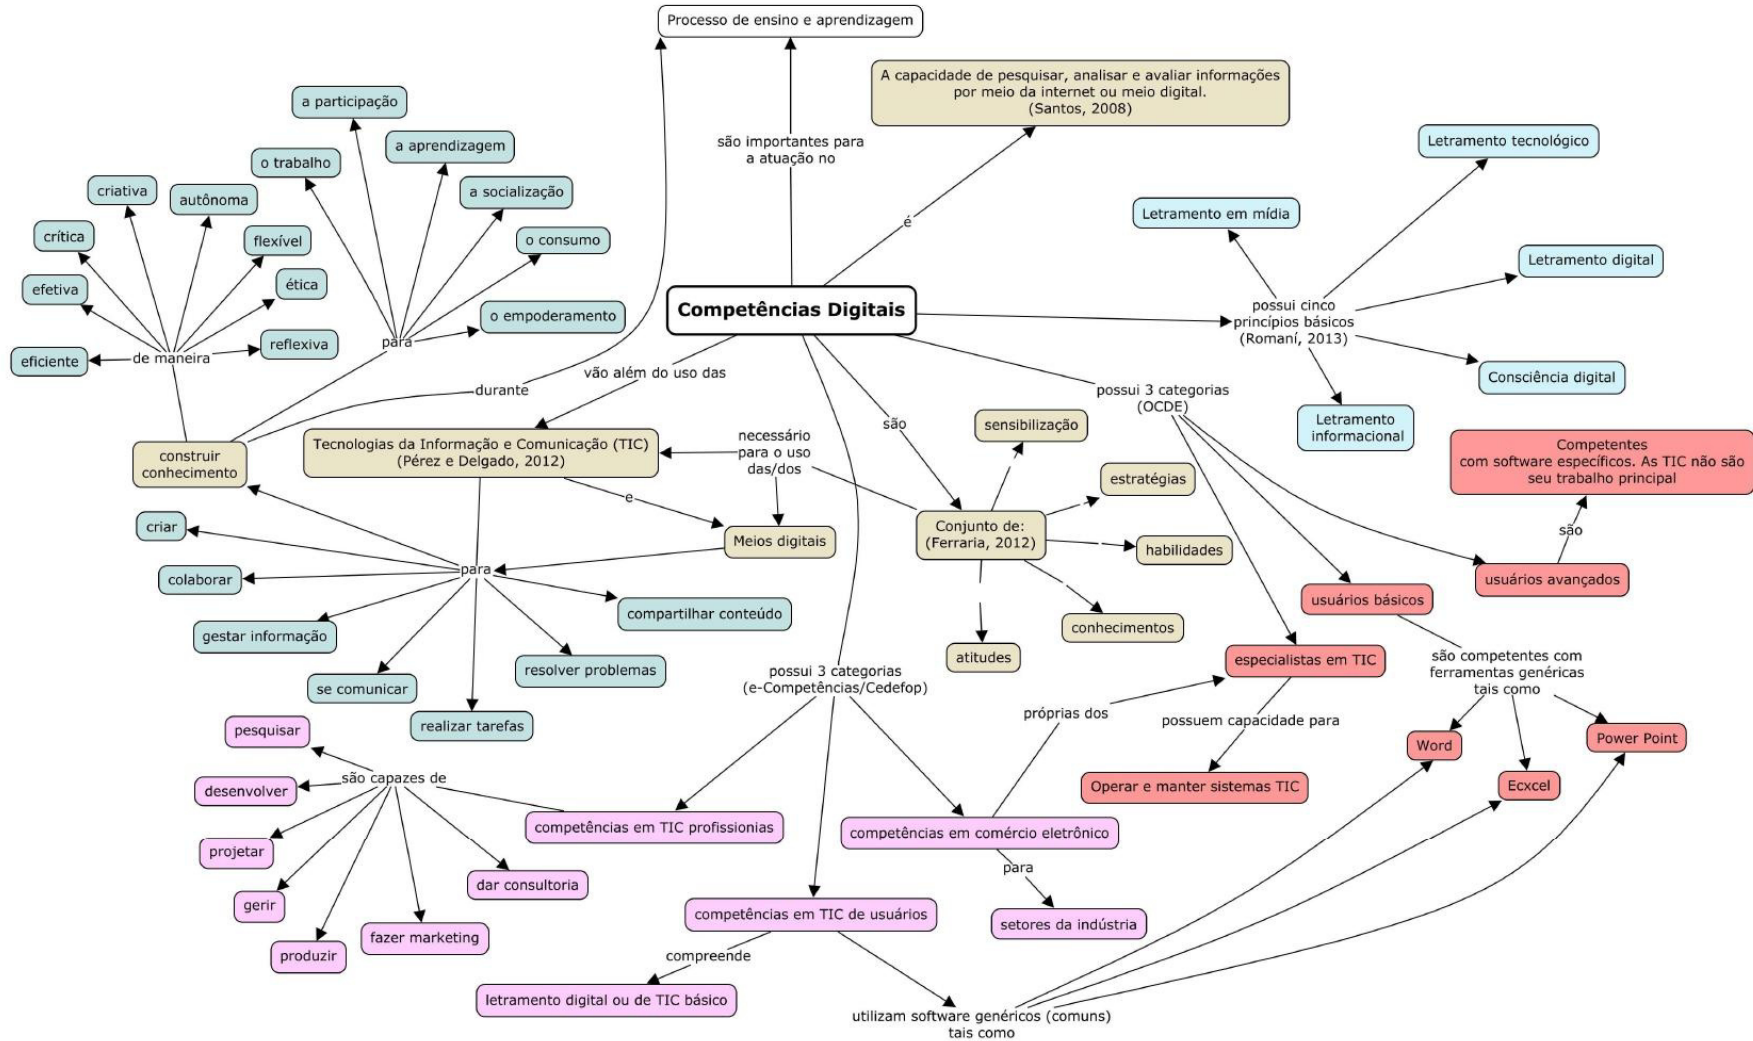 Processo de ensino e aprendizagem
A capacidade de pesquisar, analisar e avaliar informações
por meio da internet ou meio digital.
(Santos, 2008)
são importantes para
a atuação no
é
Competências Digitais
a participação
a aprendizagem
o trabalho
a socialização
o consumo
o empoderamento
para
criativa
autônoma
crítica
flexível
efetiva
ética
eficiente
reflexiva
de maneira
durante
construir
conhecimento
vão além do uso das
Tecnologias da Informação e Comunicação (TIC)
(Pérez e Delgado, 2012)
e
necessário
para o uso
das/dos
Meios digitais
para
criar
colaborar
gestar informação
se comunicar
realizar tarefas
resolver problemas
compartilhar conteúdo
são
Conjunto de:
(Ferraria, 2012)
sensibilização
estratégias
habilidades
conhecimentos
atitudes
possui cinco
princípios básicos
(Romaní, 2013)
Letramento tecnológico
Letramento em mídia
Letramento digital
Consciência digital
Letramento
informacional
possui 3 categorias
(OCDE)
Competentes
com software específicos. As TIC não são
seu trabalho principal
são
usuários avançados
usuários básicos
especialistas em TIC
são competentes com
ferramentas genéricas
tais como
Word
Ecxcel
Power Point
possuem capacidade para
Operar e manter sistemas TIC
próprias dos
possui 3 categorias
(e-Competências/Cedefop)
competências em TIC profissionias
são capazes de
pesquisar
desenvolver
projetar
gerir
produzir
fazer marketing
dar consultoria
competências em comércio eletrônico
para
setores da indústria
competências em TIC de usuários
compreende
letramento digital ou de TIC básico
utilizam software genéricos (comuns)
tais como